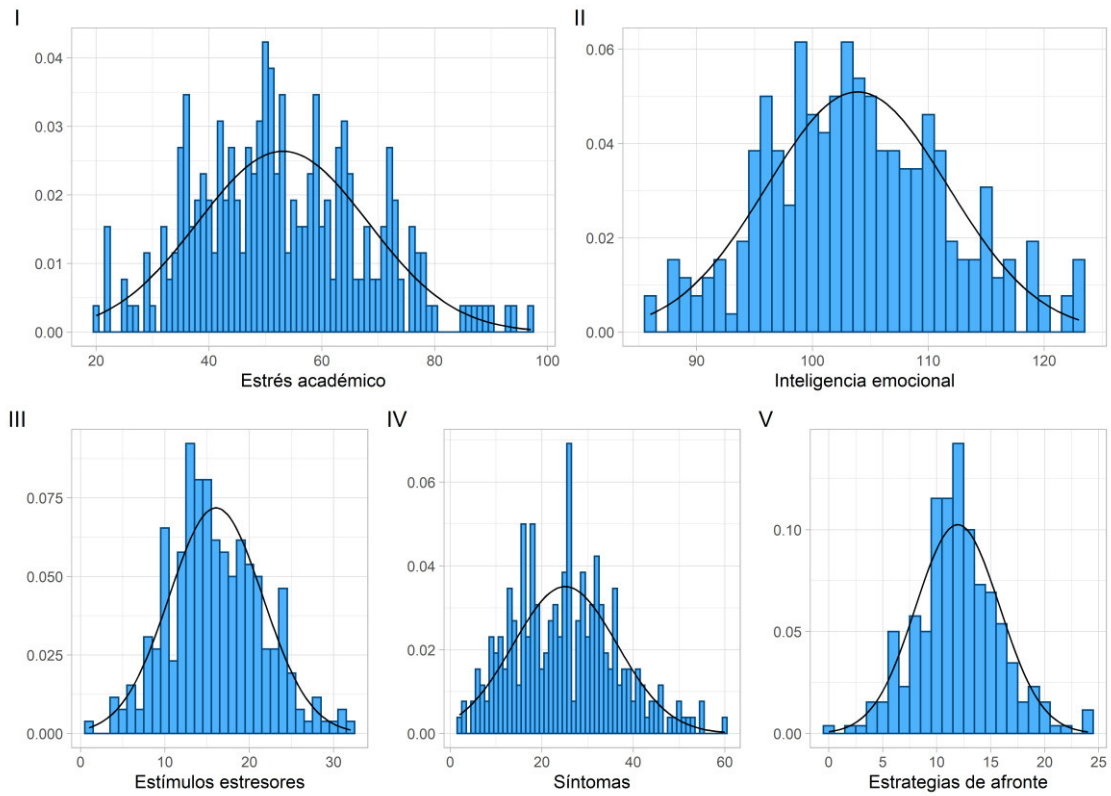 I
0.04
0.03
0.02
0.01
0.00
20 40 60 80 100
Estrés académico
II
0.06
0.04
0.02
0.00
90 100 110 120
Inteligencia emocional
III
0.075
0.050
0.025
0.000
0 10 20 30
Estímulos estresores
IV
0.06
0.04
0.02
0.00
0 20 40 60
Síntomas
V
0.10
0.05
0.00
0 5 10 15 20 25
Estrategias de afronte